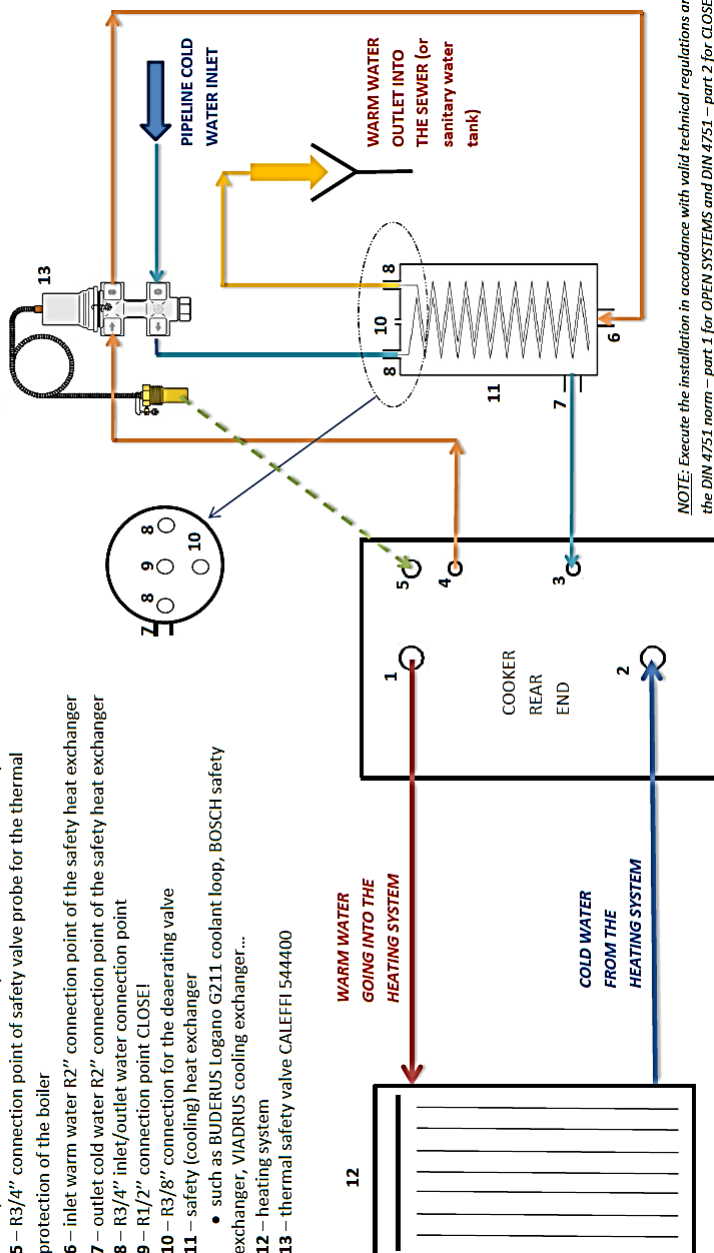 5 – R3/4" connection point of safety valve probe for the thermal
protection of the boiler
6 – inlet warm water R2" connection point of the safety heat exchanger
7 – outlet cold water R2" connection point of the safety heat exchanger
8 – R3/4" inlet/outlet water connection point
9 – R1/2" connection point CLOSE!
10 – R3/8" connection for the deaerating valve
11 – safety (cooling) heat exchanger
• such as BUDERUS Logano G211 coolant loop, BOSCH safety
exchanger, VIADRUS cooling exchanger...
12 – heating system
13 – thermal safety valve CALEFFI 544400
12
WARM WATER
GOING INTO THE
HEATING SYSTEM
COLD WATER
FROM THE
HEATING SYSTEM
1
2
COOKER
REAR
END
5
4
3
7
8
9
8
10
13
PIPELINE COLD
WATER INLET
WARM WATER
OUTLET INTO
THE SEWER (or
sanitary water
tank)
8
10
8
11
7
6
NOTE: Execute the installation in accordance with valid technical regulations
the DIN 4751 norm – part 1 for OPEN SYSTEMS and DIN 4751 – part 2 for